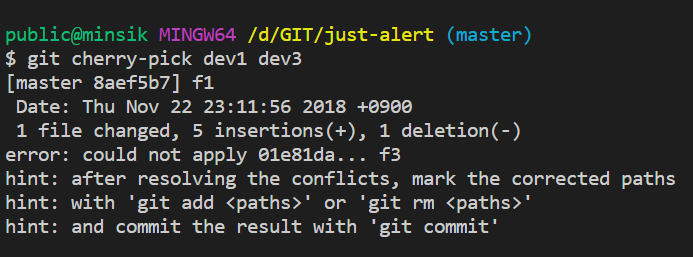 public@minsik MINGW64 /d/GIT/just-alert (master)
$ git cherry-pick dev1 dev3
[master 8aef5b7] f1
 Date: Thu Nov 22 23:11:56 2018 +0900
 1 file changed, 5 insertions(+), 1 deletion(-)
error: could not apply 01e81da... f3
hint: after resolving the conflicts, mark the corrected paths
hint: with 'git add <paths>' or 'git rm <paths>'
hint: and commit the result with 'git commit'